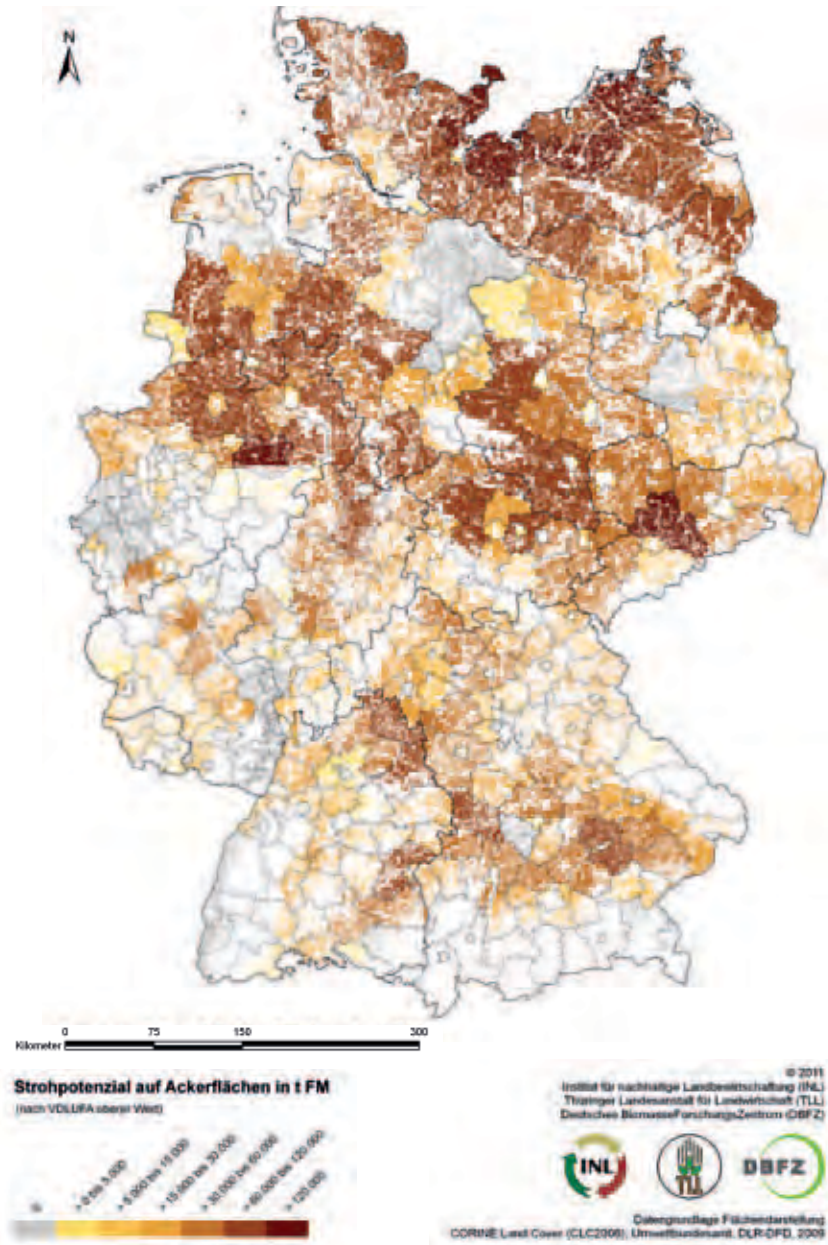 N
0 75 150 300
Kilometer
Strohpotenzial auf Ackerflächen in t FM
(nach VDLUFA oberer Wert)
0
> 0 bis 5.000
> 5.000 bis 15.000
> 15.000 bis 30.000
> 30.000 bis 60.000
> 60.000 bis 120.000
> 120.000
© 2011
Institut für nachhaltige Landbewirtschaftung (INL)
Thüringer Landesanstalt für Landwirtschaft (TLL)
Deutsches BiomasseForschungsZentrum (DBFZ)
INL
TLL
DBFZ
Datengrundlage Flächendarstellung
CORINE Land Cover (CLC2006); Umweltbundesamt, DLR-DFD, 2009